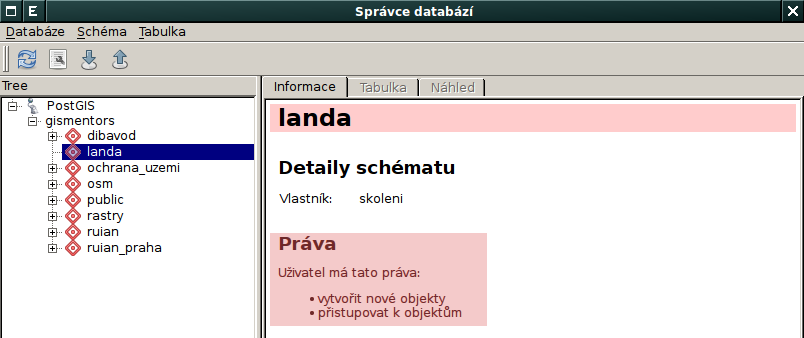 Správce databází
Databáze Schéma Tabulka
Tree
PostGIS
gismentors
dibavod
landa
ochrana_uzemi
osm
public
rastry
ruian
ruian_praha
Informace Tabulka Náhled
landa
Detaily schématu
Vlastník: skoleni
Práva
Uživatel má tato práva:
• vytvořit nové objekty
• přistupovat k objektům